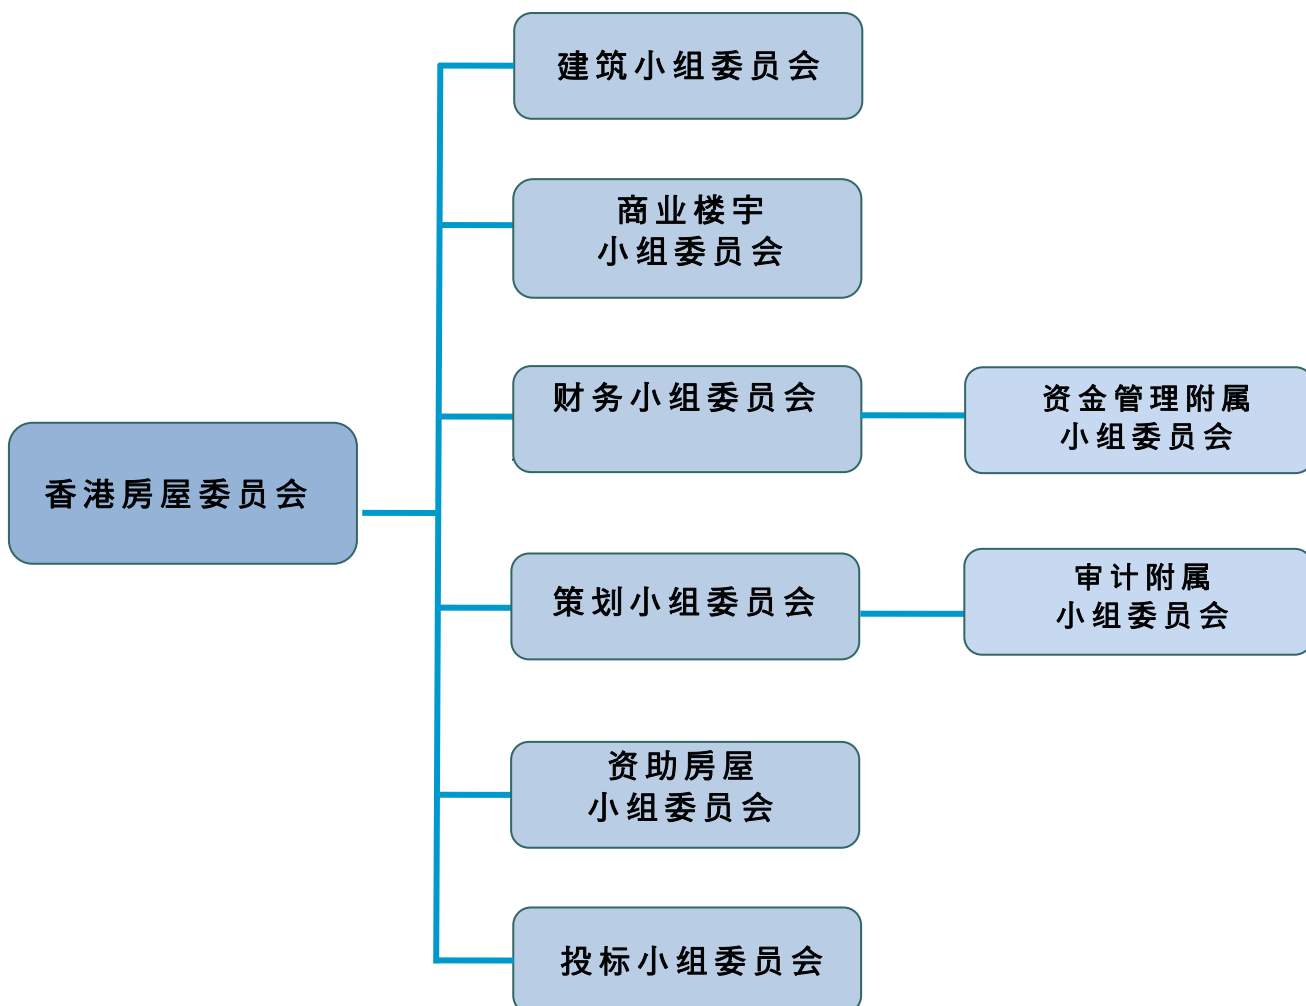 建筑小组委员会
商业楼宇
小组委员会
财务小组委员会
资金管理附属
小组委员会
香港房屋委员会
策划小组委员会
审计附属
小组委员会
资助房屋
小组委员会
投标小组委员会